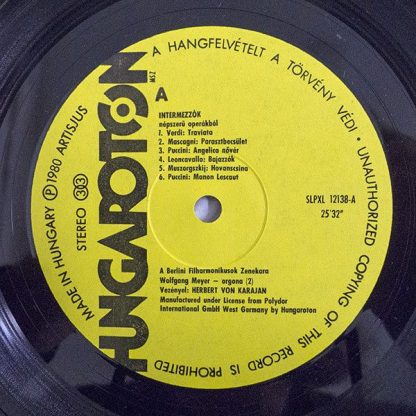 A HANGFELVÉTELT A TÖRVÉNY VÉDI · UNAUTHORIZED COPYING OF THIS RECORD IS PROHIBITED
MADE IN HUNGARY Ⓟ 1980 ARTISJUS
STEREO 33
HUNGAROTON
MSZ
A
INTERMEZZÓK
népszerű operákból
1. Verdi: Traviata
2. Mascagni: Parasztbecsület
3. Puccini: Angelica nővér
4. Leoncavallo: Bajazzók
5. Muszorgszkij: Hovanscsina
6. Puccini: Manon Lescaut
SLPXL 12138-A
25'32"
A Berlini Filharmonikusok Zenekara
Wolfgang Meyer – orgona (2)
Vezényel: HERBERT VON KARAJAN
Manufactured under License from Polydor
International GmbH West Germany by Hungaroton